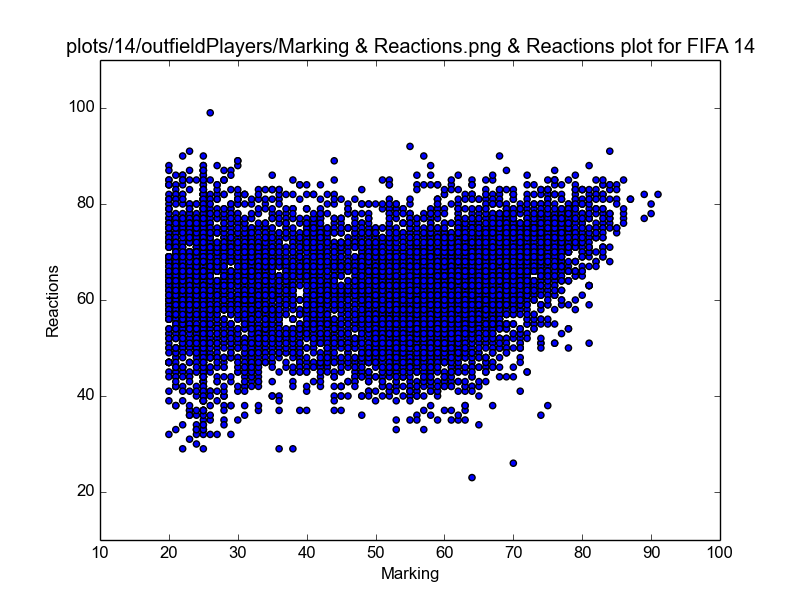 plots/14/outfieldPlayers/Marking & Reactions.png & Reactions plot for FIFA 14
100
80
60
40
20
Reactions
10 20 30 40 50 60 70 80 90 100
Marking